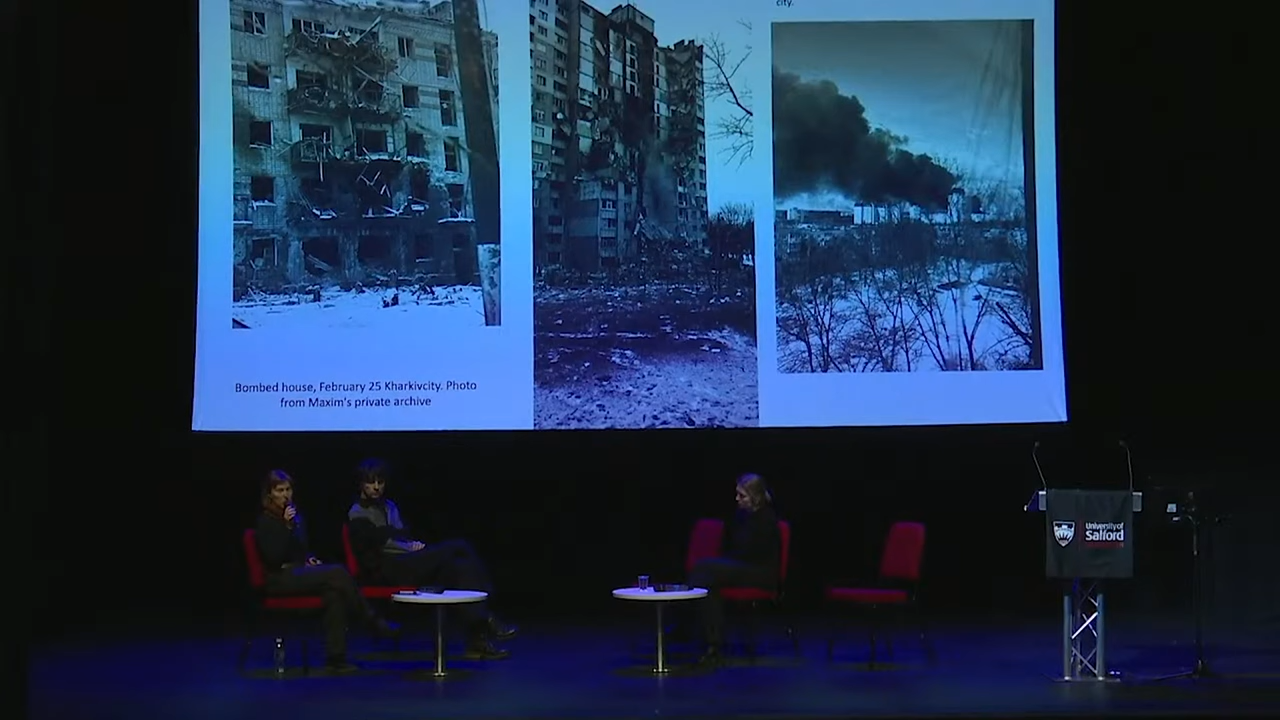 city.
Bombed house, February 25 Kharkivcity. Photo
from Maxim's private archive
University of
Salford